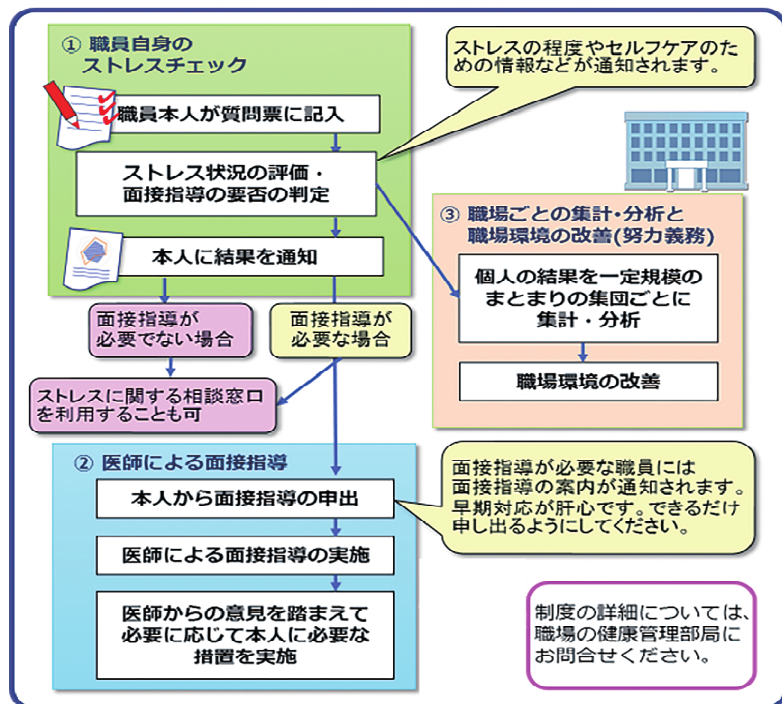 ① 職員自身の
ストレスチェック
ストレスの程度やセルフケアのた
めの情報などが通知されます。
職員本人が質問票に記入
ストレス状況の評価・
面接指導の要否の判定
本人に結果を通知
面接指導が
必要でない場合
面接指導が
必要な場合
ストレスに関する相談窓口
を利用することも可
③ 職場ごとの集計・分析と
職場環境の改善(努力義務)
個人の結果を一定規模の
まとまりの集団ごとに
集計・分析
職場環境の改善
② 医師による面接指導
本人から面接指導の申出
医師による面接指導の実施
医師からの意見を踏まえて
必要に応じて本人に必要な
措置を実施
面接指導が必要な職員には
面接指導の案内が通知されます。
早期対応が肝心です。できるだけ
申し出るようにしてください。
制度の詳細については、
職場の健康管理部局に
お問合せください。